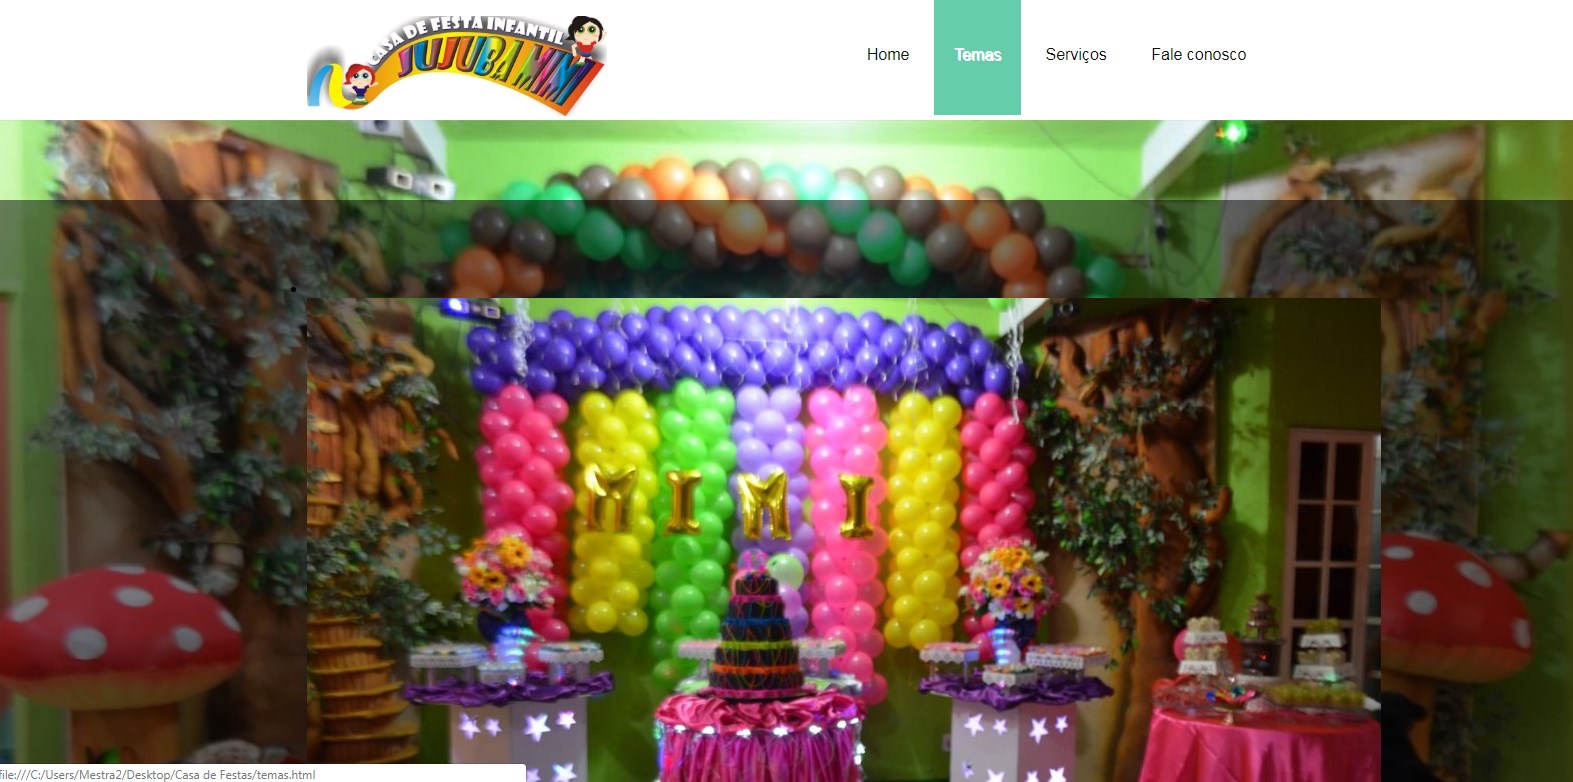 CASA DE FESTA INFANTIL
JUJUBA MIMI
Home
Temas
Serviços
Fale conosco
MIMI
file:///C:/Users/Mestra2/Desktop/Casa de Festas/temas.html